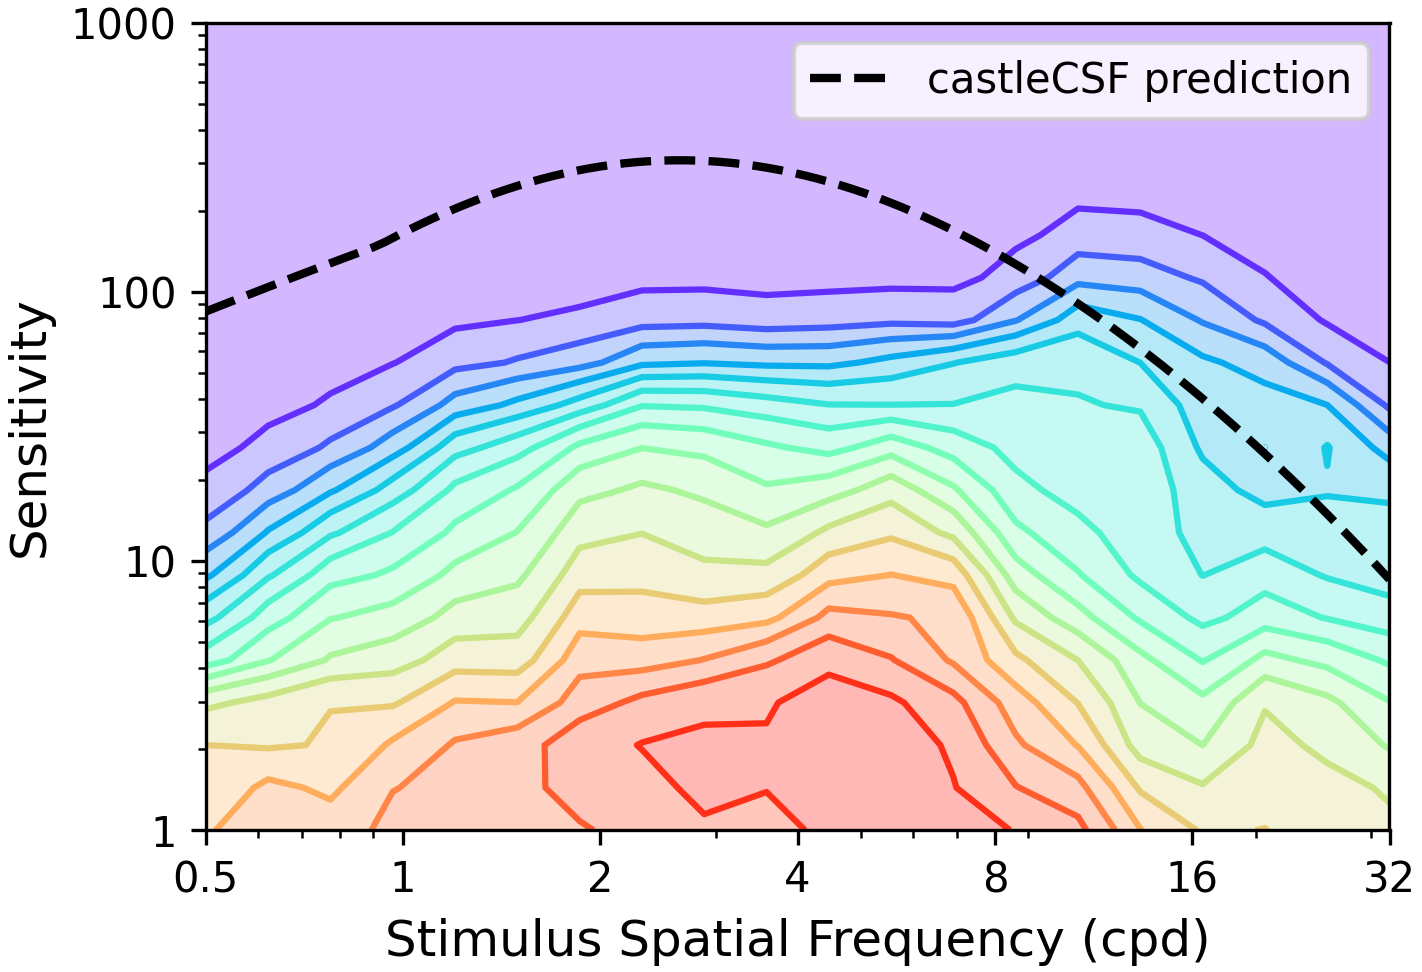 1000
castleCSF prediction
100
Sensitivity
10
1
0.5 1 2 4 8 16 32
Stimulus Spatial Frequency (cpd)